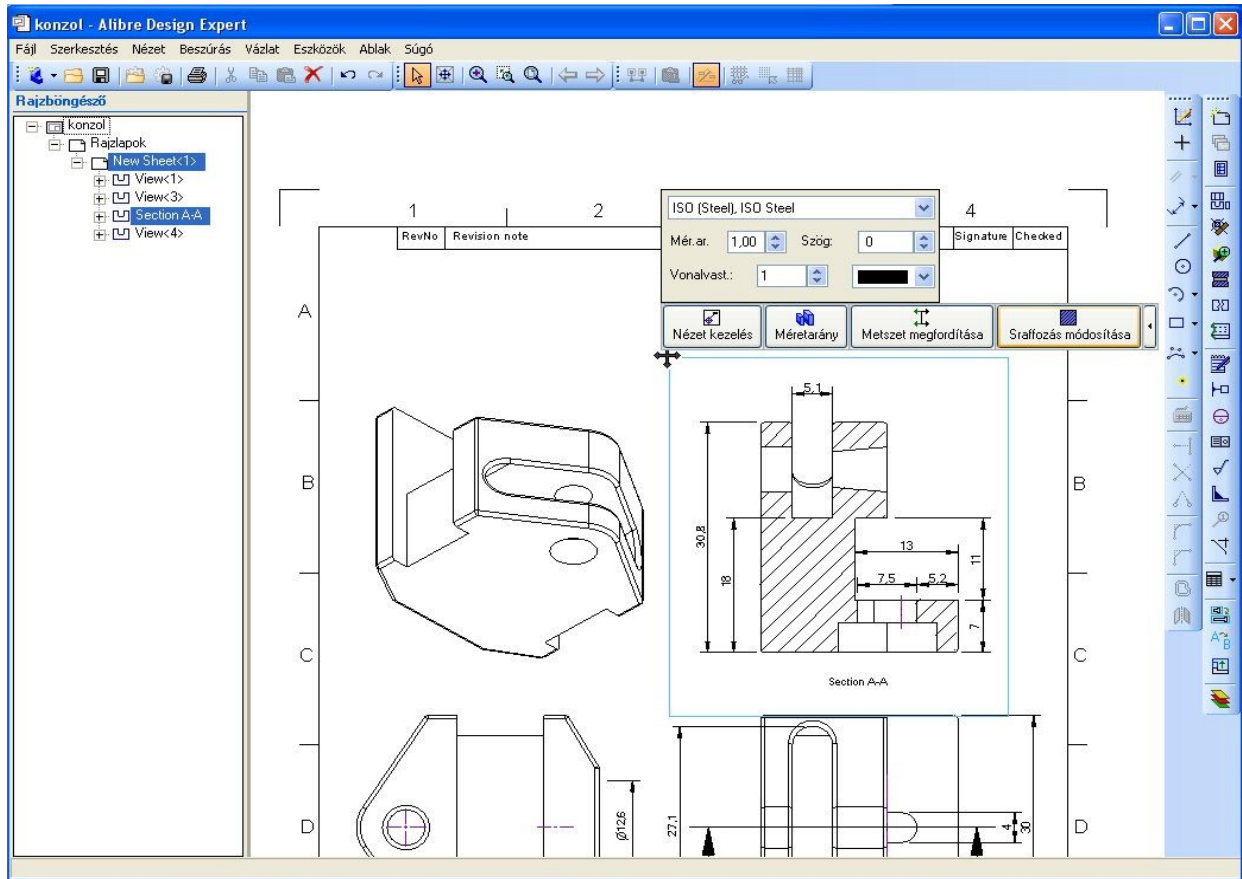 konzol - Alibre Design Expert
Fájl Szerkesztés Nézet Beszúrás Vázlat Eszközök Ablak Súgó
Rajzböngésző
konzol
Rajzlapok
New Sheet<1>
View<1>
View<3>
Section A-A
View<4>
1 2 4
RevNo Revision note Signature Checked
ISO (Steel), ISO Steel
Mér.ar. 1,00 Szög: 0
Vonalvast.: 1
Nézet kezelés Méretarány Metszet megfordítása Sraffozás módosítása
A
5,1
B B
30,8
18
13
11
7,5 5,2
7
C C
Section A-A
D D
Ø12,6
27,1
4
30